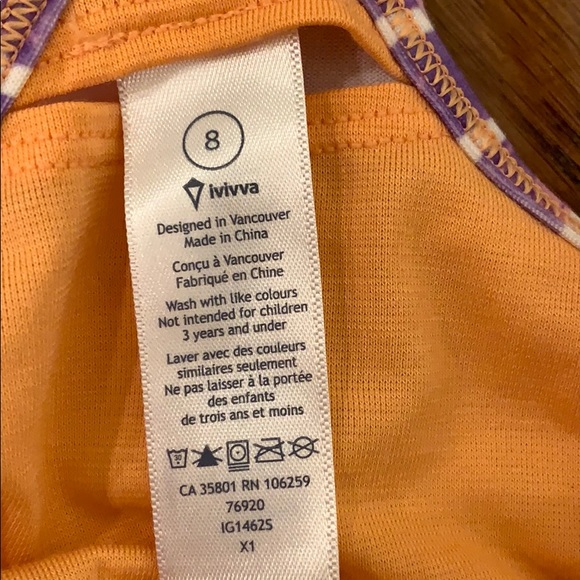 8
ivivva
Designed in Vancouver
Made in China
Conçu à Vancouver
Fabriqué en Chine
Wash with like colours
Not intended for children
3 years and under
Laver avec des couleurs
similaires seulement
Ne pas laisser à la portée
des enfants
de trois ans et moins
30
CA 35801 RN 106259
76920
IG1462S
X1